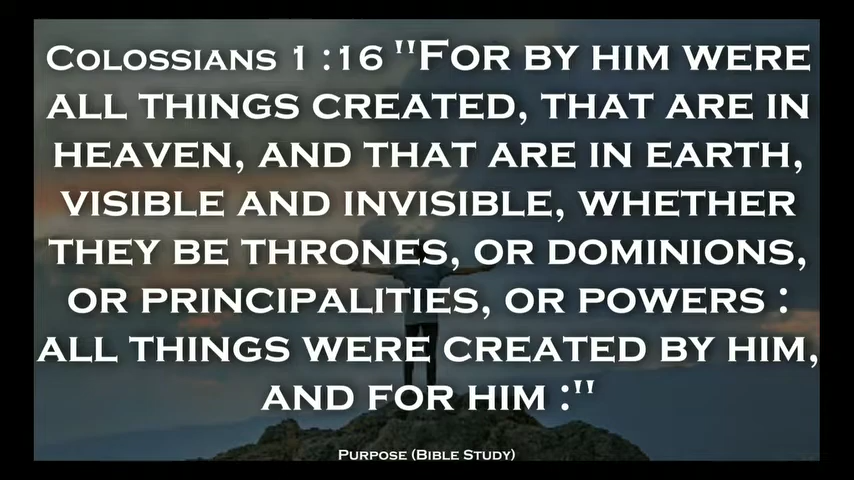 Colossians 1 :16 "For by him were
all things created, that are in
heaven, and that are in earth,
visible and invisible, whether
they be thrones, or dominions,
or principalities, or powers :
all things were created by him,
and for him :"
Purpose (Bible Study)